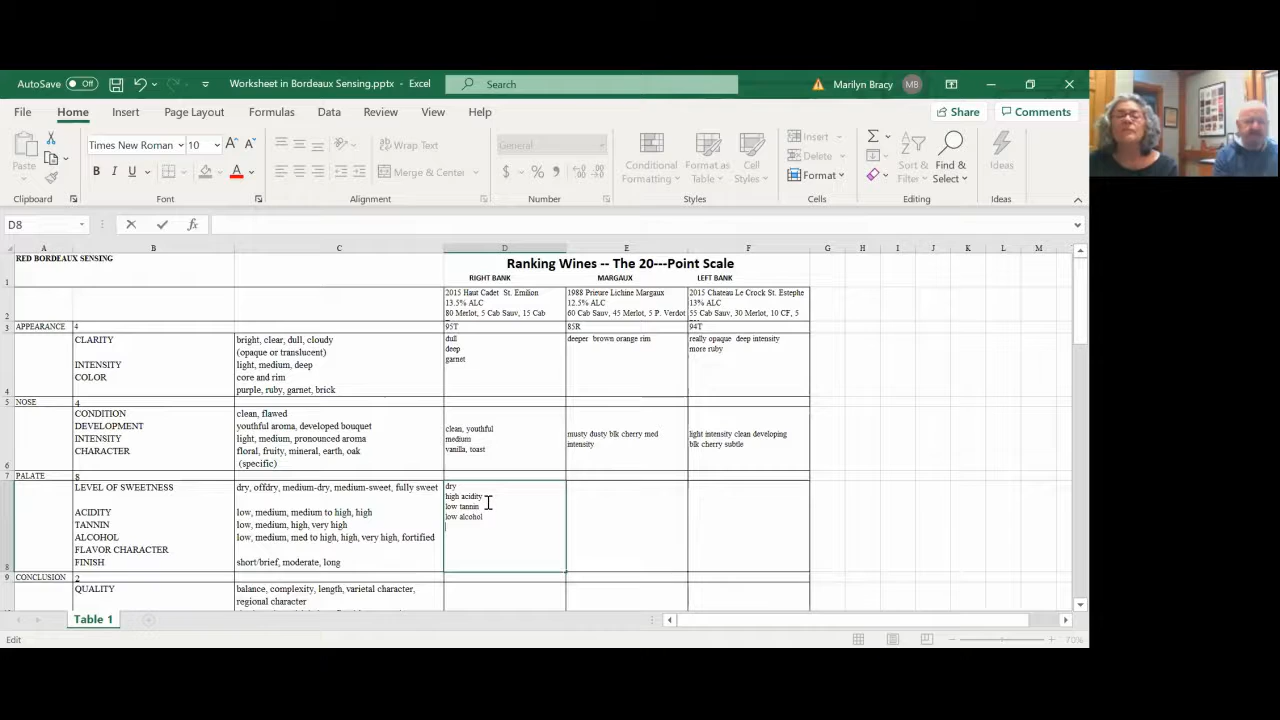 AutoSave Off Worksheet in Bordeaux Sensing.pptx - Excel Search Marilyn Bracy MB
File Home Insert Page Layout Formulas Data Review View Help Share Comments
Times New Roman 10 Wrap Text General Insert
Paste B I U Merge & Center $ % Conditional Formatting Format as Table Cell Styles Delete Format Sort & Filter Find & Select Ideas
Clipboard Font Alignment Number Styles Cells Editing Ideas
D8 fx
A B C D E F G H I J K L M
RED BORDEAUX SENSING
Ranking Wines -- The 20---Point Scale
1 RIGHT BANK MARGAUX LEFT BANK
2015 Haut Cadet St. Emilion 1988 Prieure Lichine Margaux 2015 Chateau Le Crock St. Estephe
13.5% ALC 12.5% ALC 13% ALC
2 80 Merlot, 5 Cab Sauv, 15 Cab 60 Cab Sauv, 45 Merlot, 5 P. Verdot 55 Cab Sauv, 30 Merlot, 10 CF, 5
3 APPEARANCE 4 95T 85R 94T
CLARITY bright, clear, dull, cloudy dull deeper brown orange rim really opaque deep intensity
(opaque or translucent) deep more ruby
INTENSITY light, medium, deep garnet
COLOR core and rim
4 purple, ruby, garnet, brick
5 NOSE 4
CONDITION clean, flawed
DEVELOPMENT youthful aroma, developed bouquet clean, youthful musty dusty blk cherry med light intensity clean developing
INTENSITY light, medium, pronounced aroma medium intensity blk cherry subtle
CHARACTER floral, fruity, mineral, earth, oak vanilla, toast
6 (specific)
7 PALATE 8
LEVEL OF SWEETNESS dry, offdry, medium-dry, medium-sweet, fully sweet dry
high acidity
ACIDITY low, medium, medium to high, high low tannin
TANNIN low, medium, high, very high low alcohol
ALCOHOL low, medium, med to high, high, very high, fortified
FLAVOR CHARACTER
8 FINISH short/brief, moderate, long
9 CONCLUSION 2
QUALITY balance, complexity, length, varietal character,
regional character
Table 1
Edit 70%